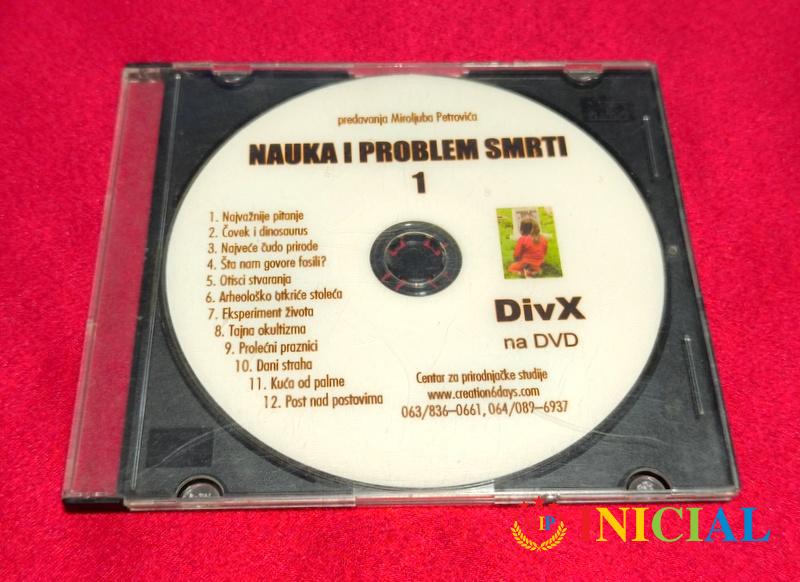 predavanja Miroljuba Petrovića
NAUKA I PROBLEM SMRTI
1
1. Najvažnije pitanje
2. Čovek i dinosaurus
3. Najveće čudo prirode
4. Šta nam govore fosili?
5. Otisci stvaranja
6. Arheološko otkriće stoleća
7. Eksperiment života
8. Tajna okultizma
9. Prolećni praznici
10. Dani straha
11. Kuća od palme
12. Post nad postovima
DivX
na DVD
Centar za prirodnjačke studije
www.creation6days.com
063/836–0661, 064/089–6937
IP
INICIAL